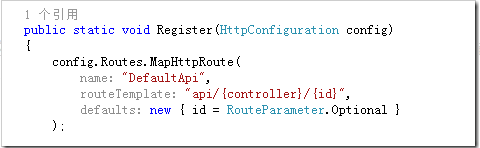 1 个引用
public static void Register(HttpConfiguration config)
{
    config.Routes.MapHttpRoute(
        name: "DefaultApi",
        routeTemplate: "api/{controller}/{id}",
        defaults: new { id = RouteParameter.Optional }
    );